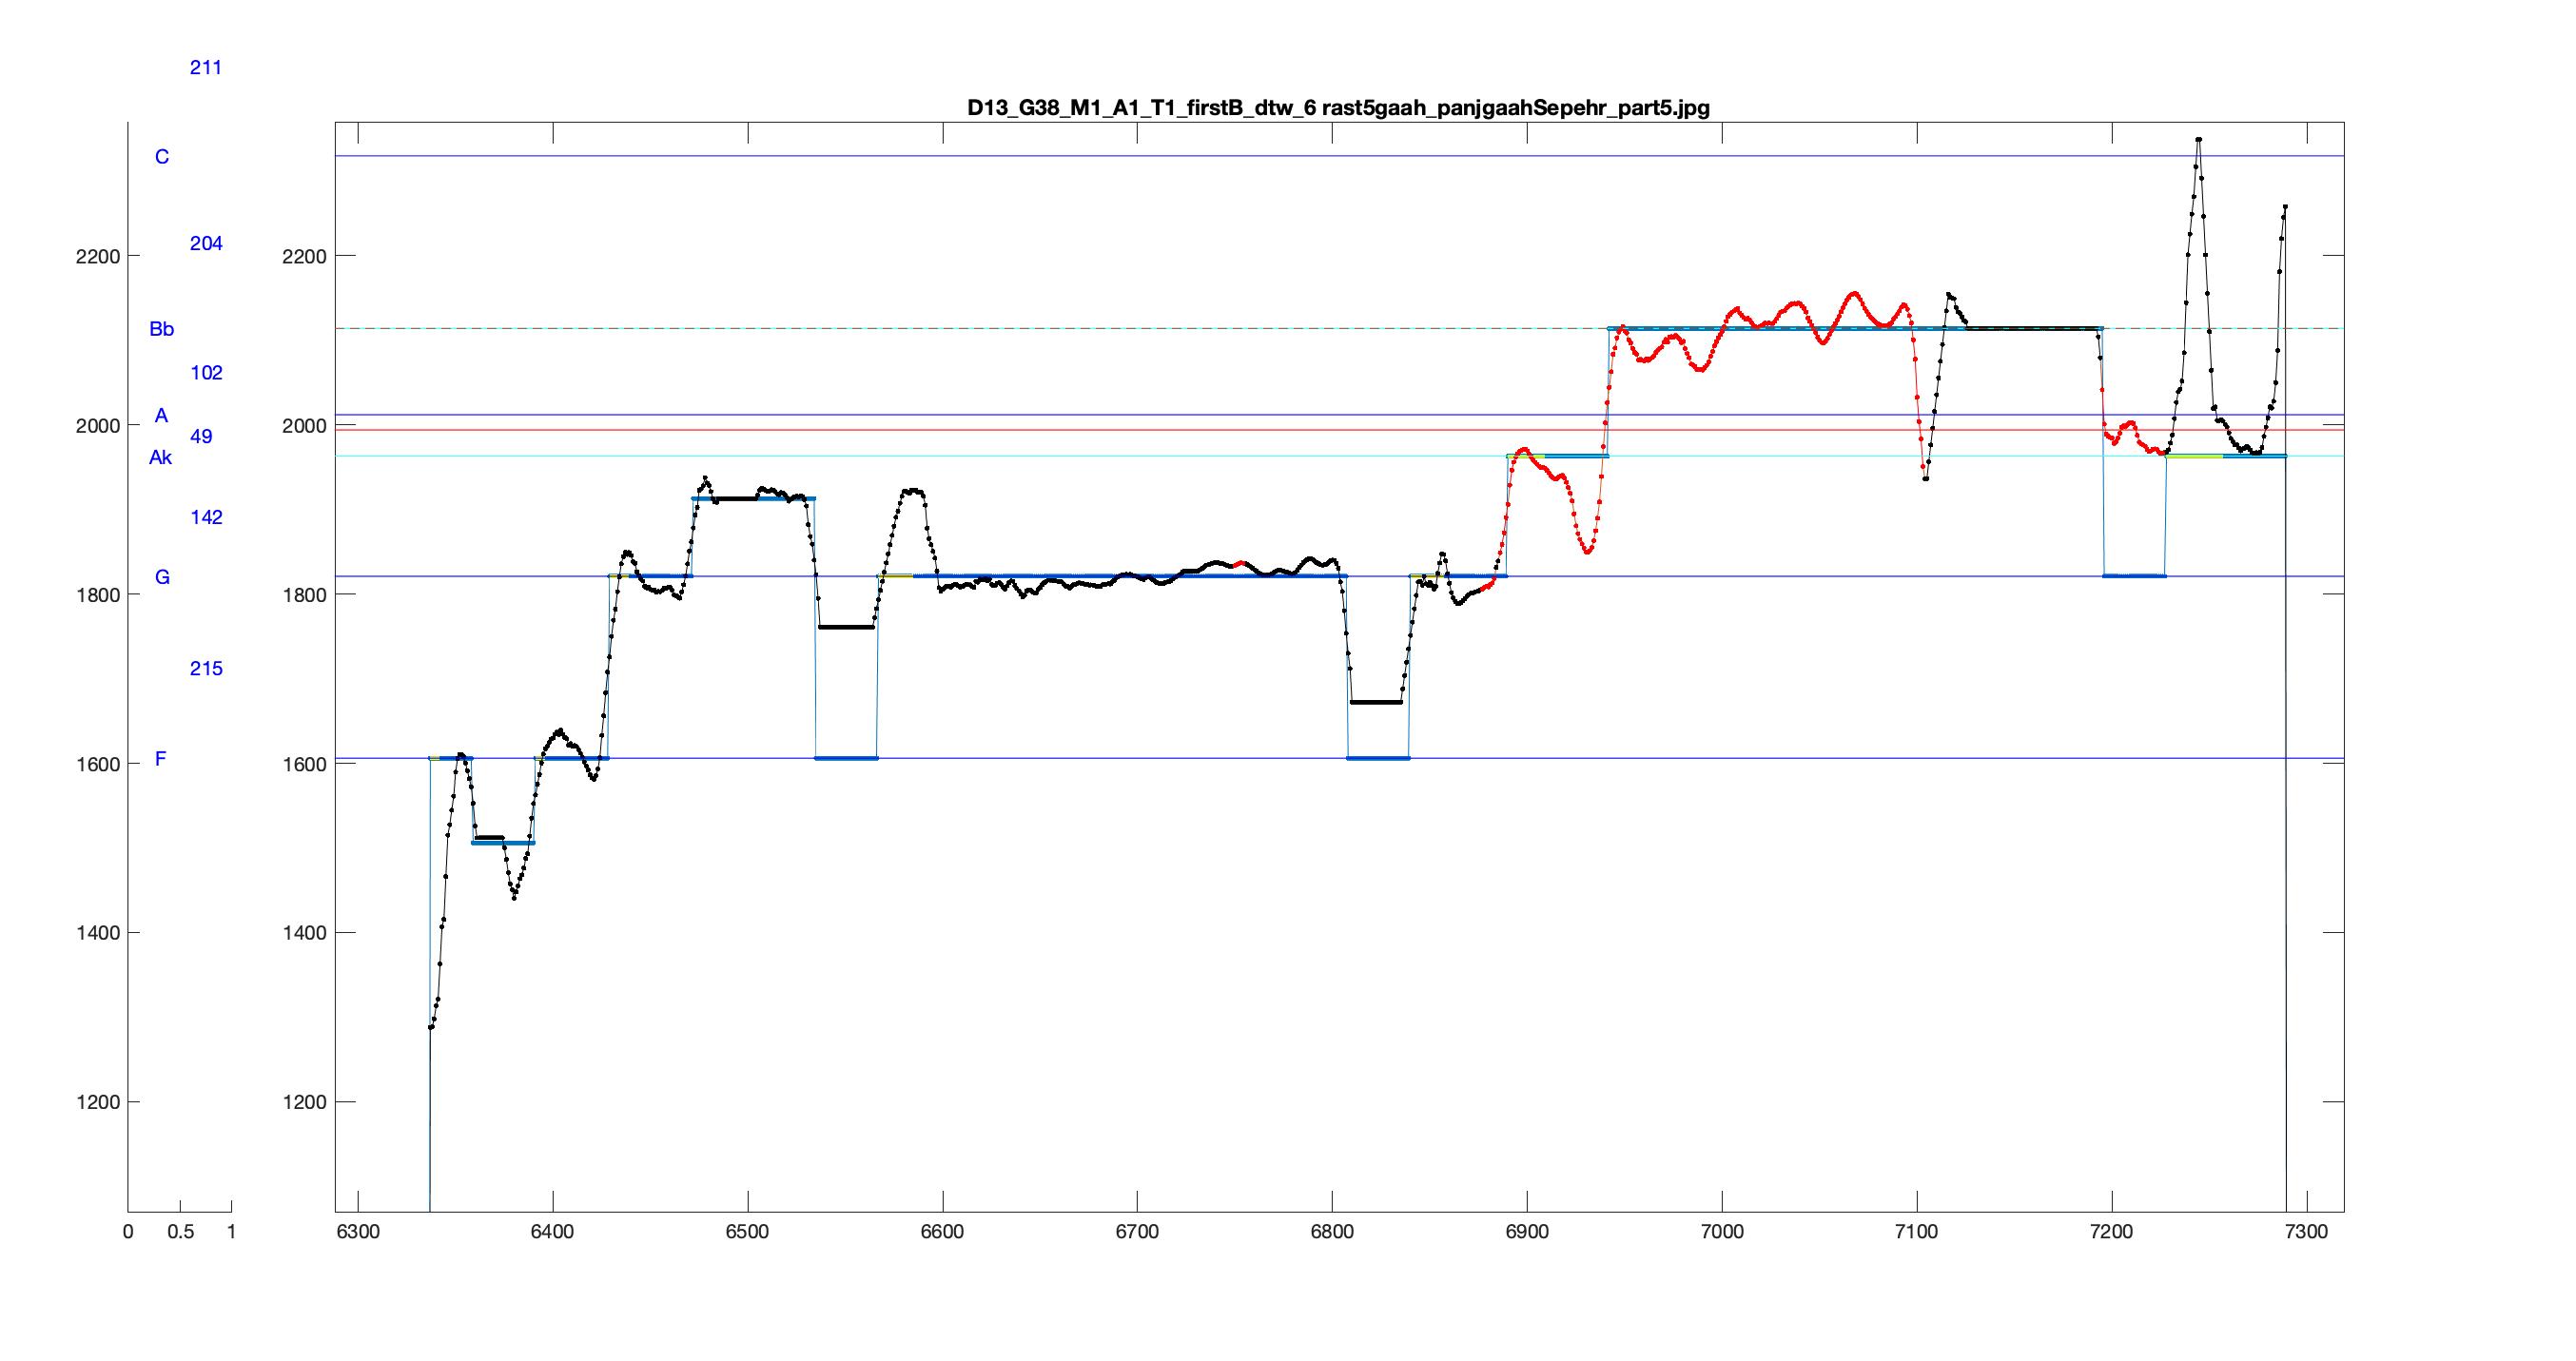 211
D13_G38_M1_A1_T1_firstB_dtw_6 rast5gaah_panjgaahSepehr_part5.jpg
C
204
2200 2200
Bb
102
A
2000 2000
49
Ak
142
G
1800 1800
215
F
1600 1600
1400 1400
1200 1200
0 0.5 1 6300 6400 6500 6600 6700 6800 6900 7000 7100 7200 7300